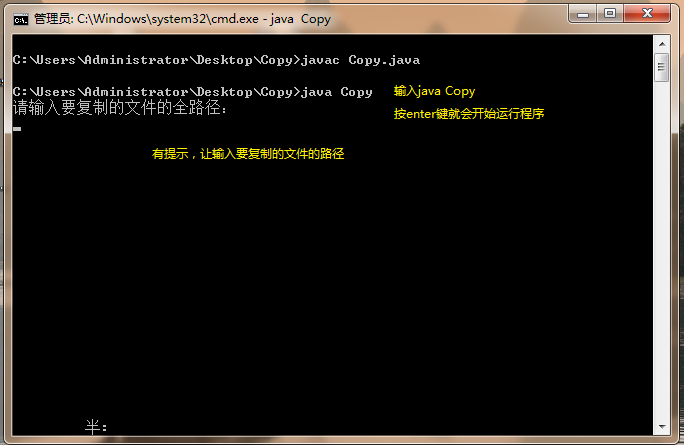 管理员: C:\Windows\system32\cmd.exe - java  Copy
C:\Users\Administrator\Desktop\Copy>javac Copy.java
C:\Users\Administrator\Desktop\Copy>java Copy
输入java Copy
请输入要复制的文件的全路径：
按enter键就会开始运行程序
有提示，让输入要复制的文件的路径
半：